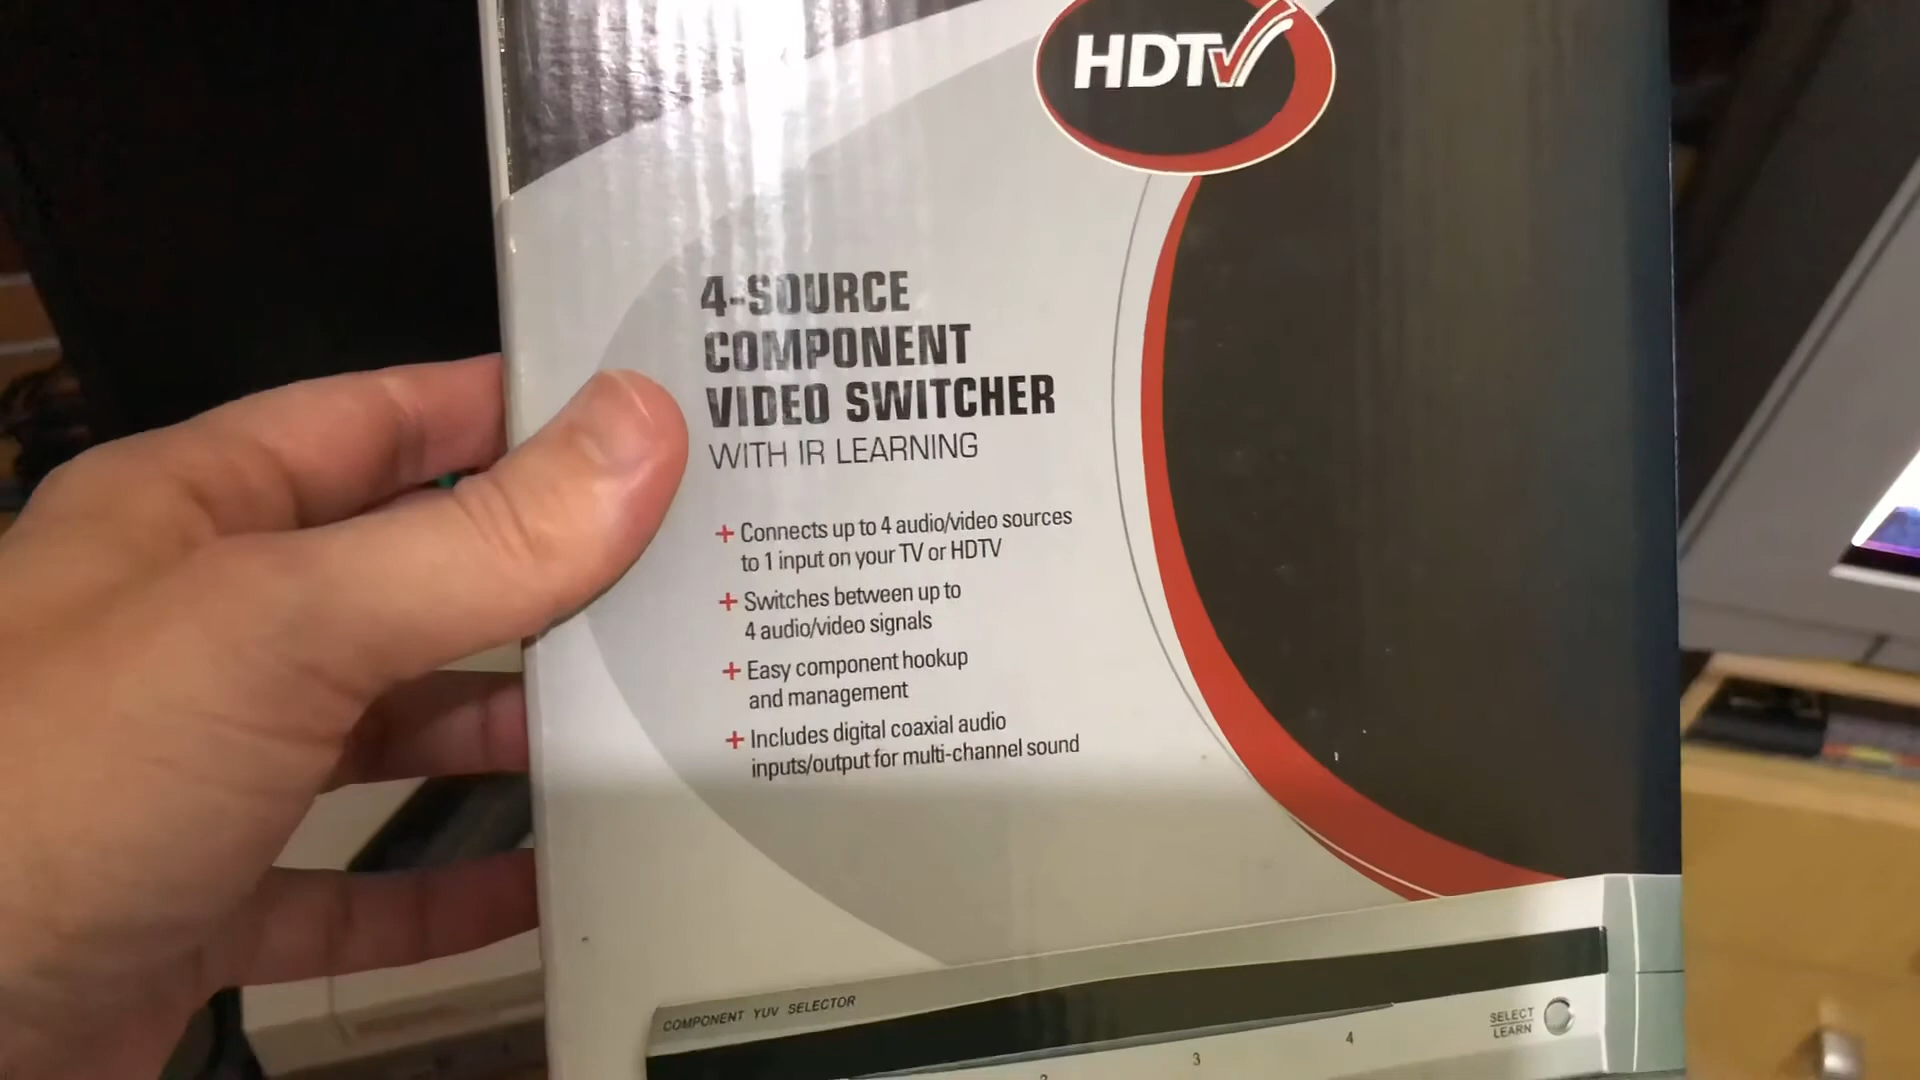 HDTV
4-SOURCE
COMPONENT
VIDEO SWITCHER
WITH IR LEARNING
+ Connects up to 4 audio/video sources
to 1 input on your TV or HDTV
+ Switches between up to
4 audio/video signals
+ Easy component hookup
and management
+ Includes digital coaxial audio
inputs/output for multi-channel sound
COMPONENT YUV SELECTOR
SELECT
LEARN
4
3